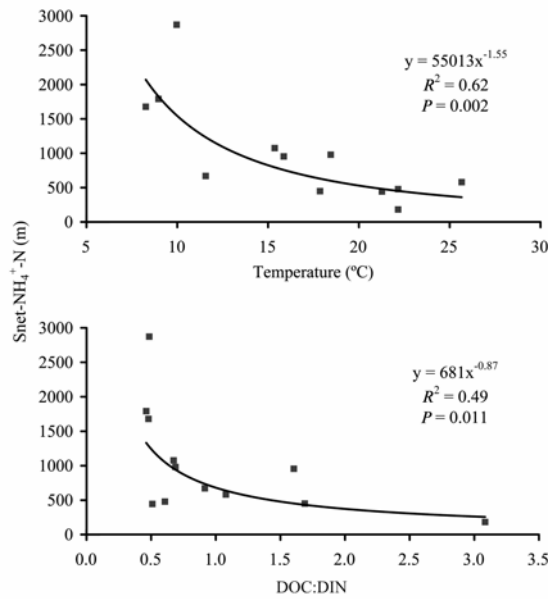 3000
2500
2000
1500
1000
500
0
y = 55013x^-1.55
R² = 0.62
P = 0.002
5 10 15 20 25 30
Temperature (ºC)
Snet-NH₄⁺-N (m)
3000
2500
2000
1500
1000
500
0
y = 681x^-0.87
R² = 0.49
P = 0.011
0.0 0.5 1.0 1.5 2.0 2.5 3.0 3.5
DOC:DIN